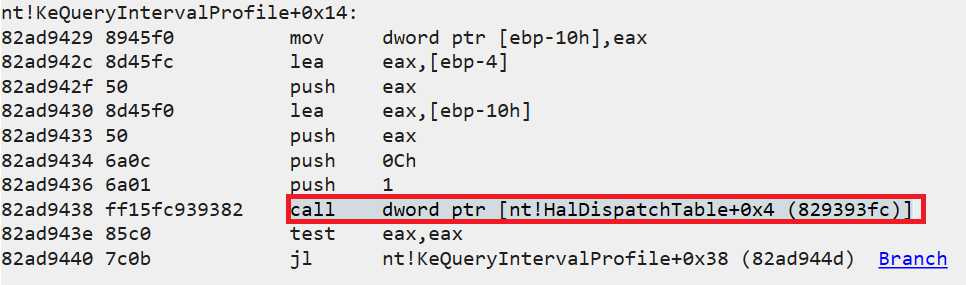 nt!KeQueryIntervalProfile+0x14:
82ad9429 8945f0 mov dword ptr [ebp-10h],eax
82ad942c 8d45fc lea eax,[ebp-4]
82ad942f 50 push eax
82ad9430 8d45f0 lea eax,[ebp-10h]
82ad9433 50 push eax
82ad9434 6a0c push 0Ch
82ad9436 6a01 push 1
82ad9438 ff15fc939382 call dword ptr [nt!HalDispatchTable+0x4 (829393fc)]
82ad943e 85c0 test eax,eax
82ad9440 7c0b jl nt!KeQueryIntervalProfile+0x38 (82ad944d) Branch